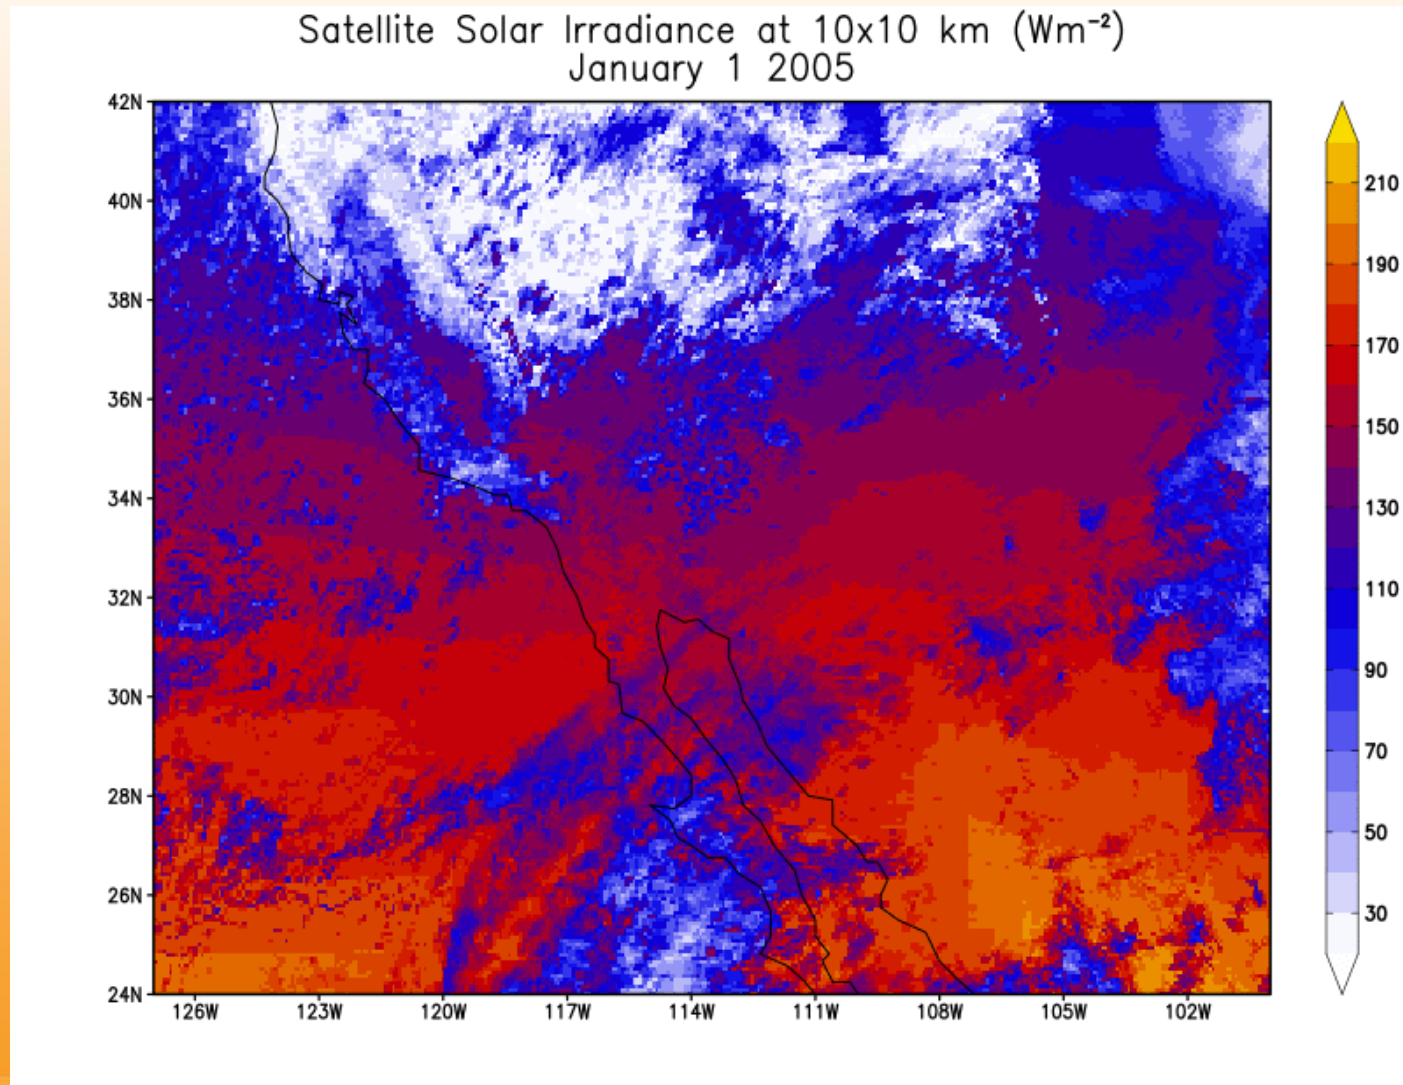 Satellite Solar Irradiance at 10x10 km (Wm⁻²)
January 1 2005
42N
40N
38N
36N
34N
32N
30N
28N
26N
24N
126W 123W 120W 117W 114W 111W 108W 105W 102W
210
190
170
150
130
110
90
70
50
30